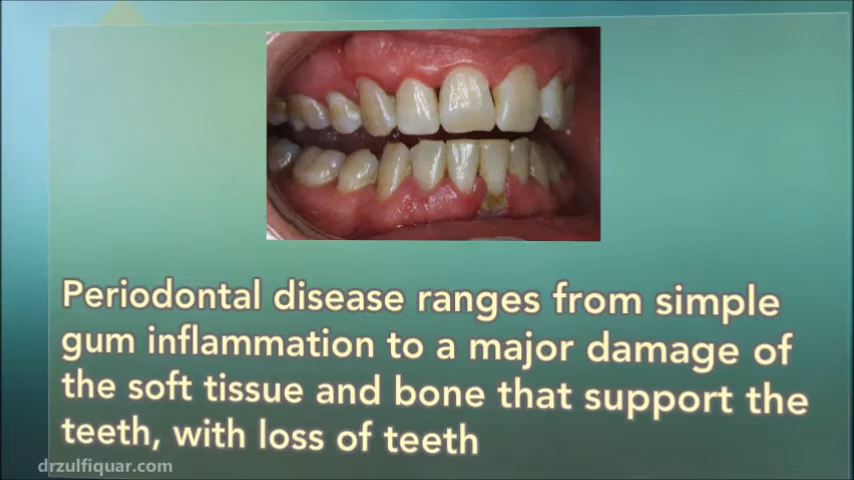 Periodontal disease ranges from simple
gum inflammation to a major damage of
the soft tissue and bone that support the
teeth, with loss of teeth
drzulfiquar.com